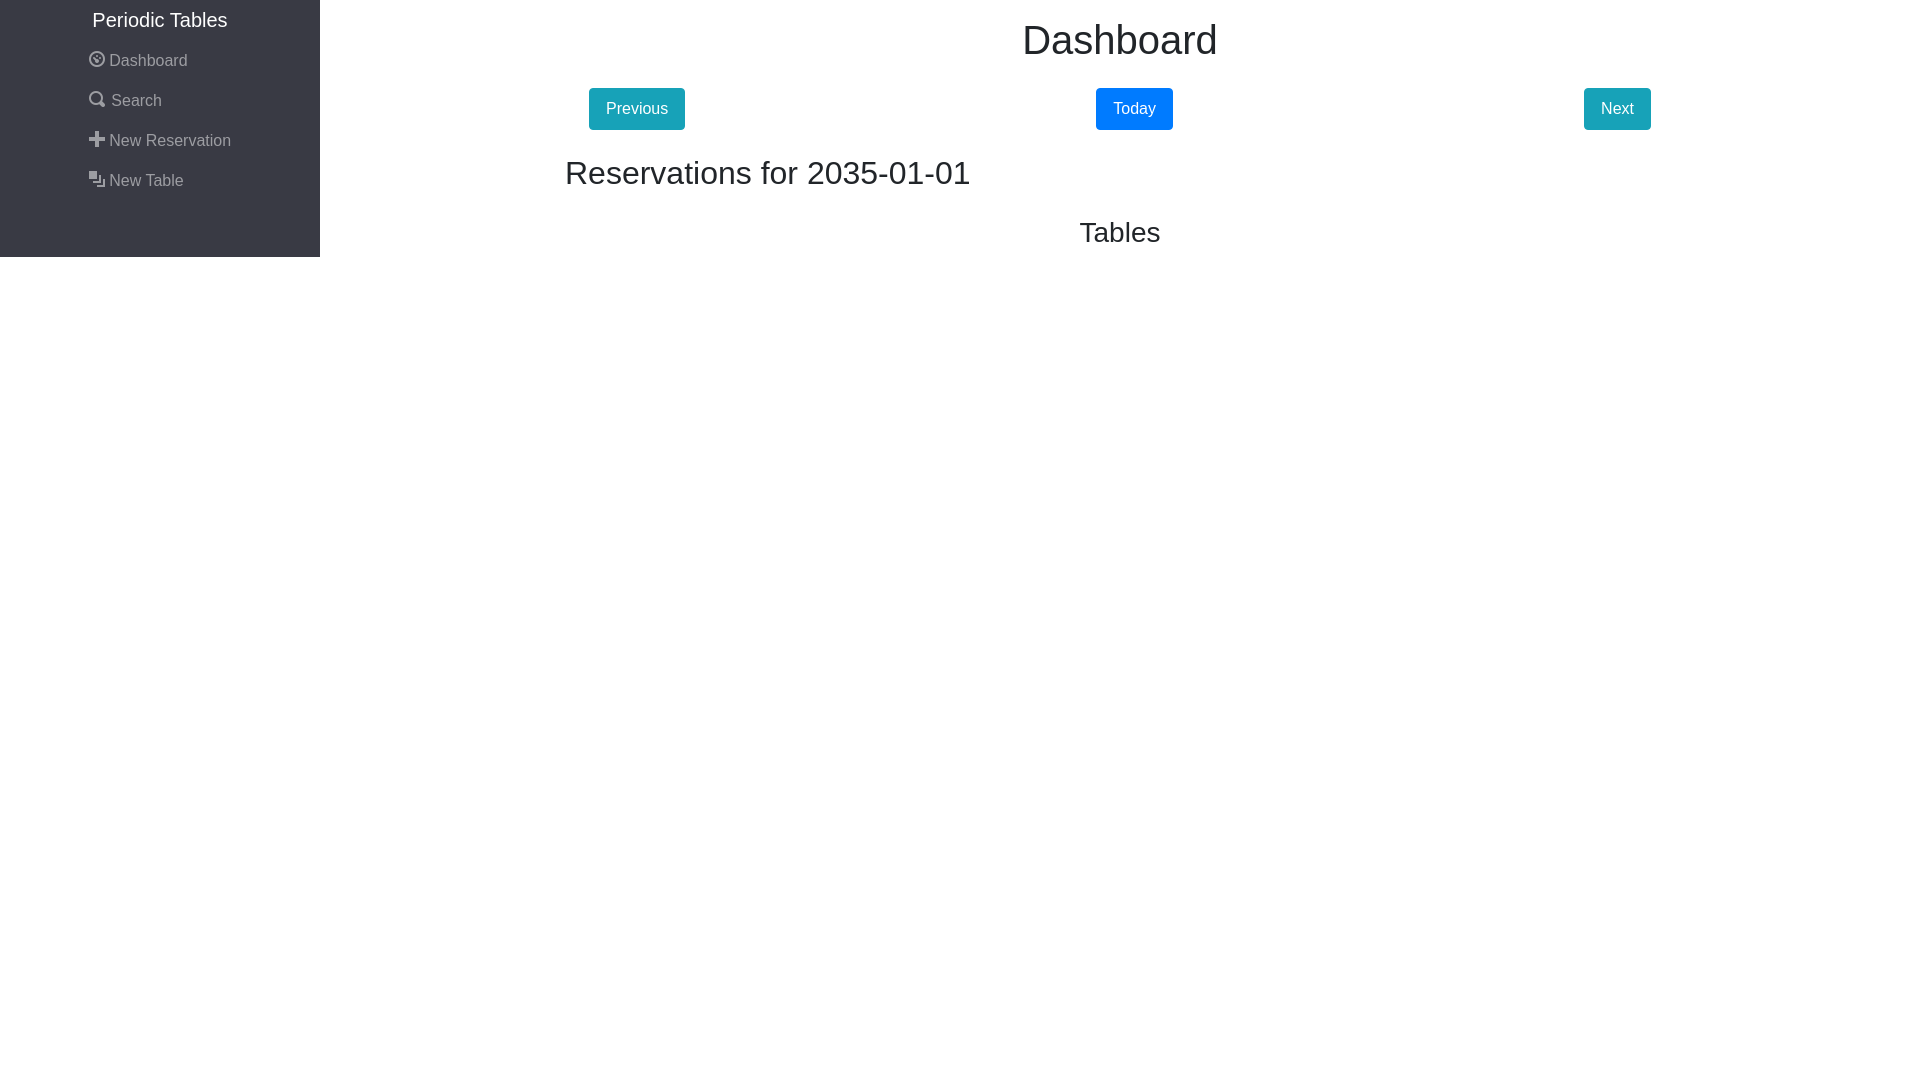 Periodic Tables
Dashboard
Search
New Reservation
New Table
Dashboard
Previous
Today
Next
Reservations for 2035-01-01
Tables